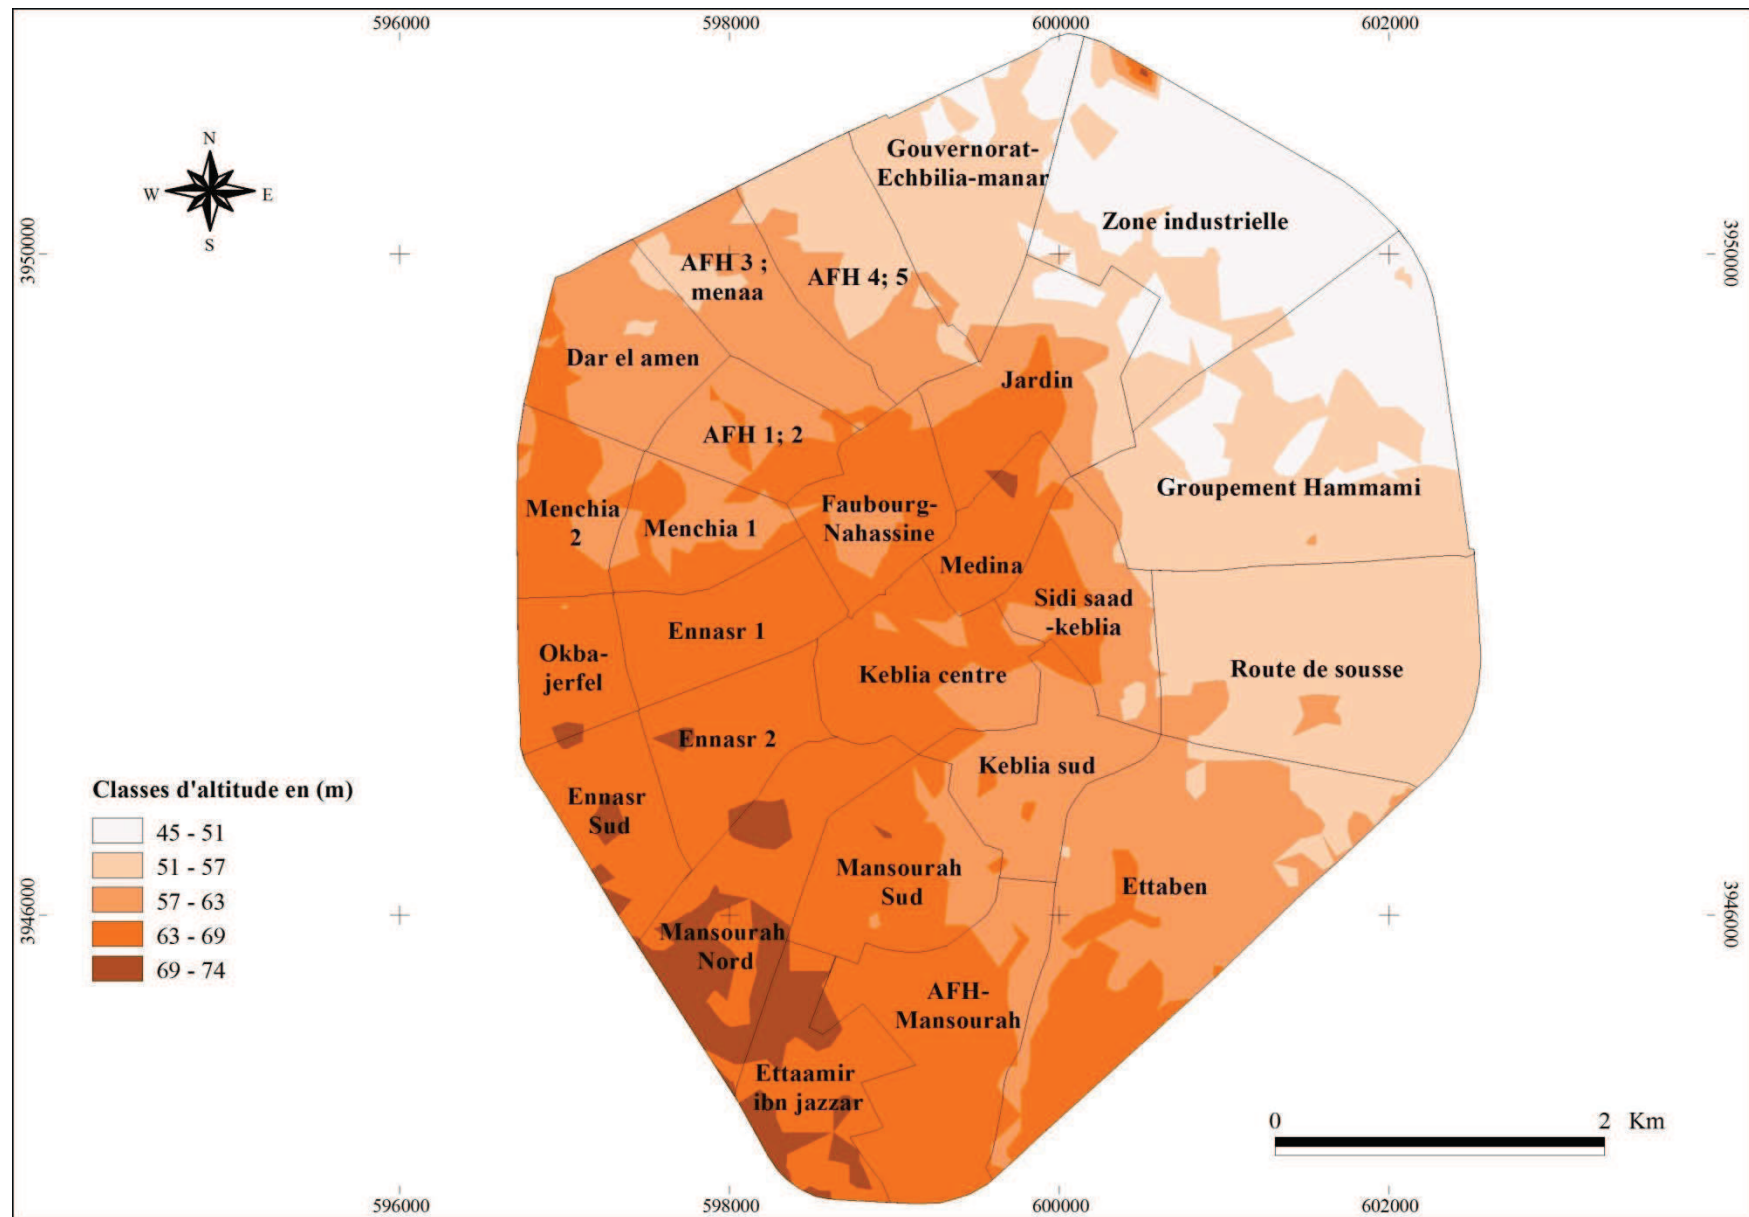 596000
598000
600000
602000
N
W
E
S
3950000
3950000
Gouvernorat-
Echbilia-manar
Zone industrielle
AFH 3 ;
menaa
AFH 4; 5
Dar el amen
Jardin
AFH 1; 2
Menchia
2
Menchia 1
Faubourg-
Nahassine
Groupement Hammami
Medina
Sidi saad
-keblia
Ennasr 1
Okba-
jerfel
Keblia centre
Route de sousse
Ennasr 2
Keblia sud
Ennasr
Sud
Mansourah
Sud
Ettaben
Mansourah
Nord
AFH-
Mansourah
Ettaamir
ibn jazzar
Classes d'altitude en (m)
45 - 51
51 - 57
57 - 63
63 - 69
69 - 74
3946000
3946000
0
2
Km
596000
598000
600000
602000